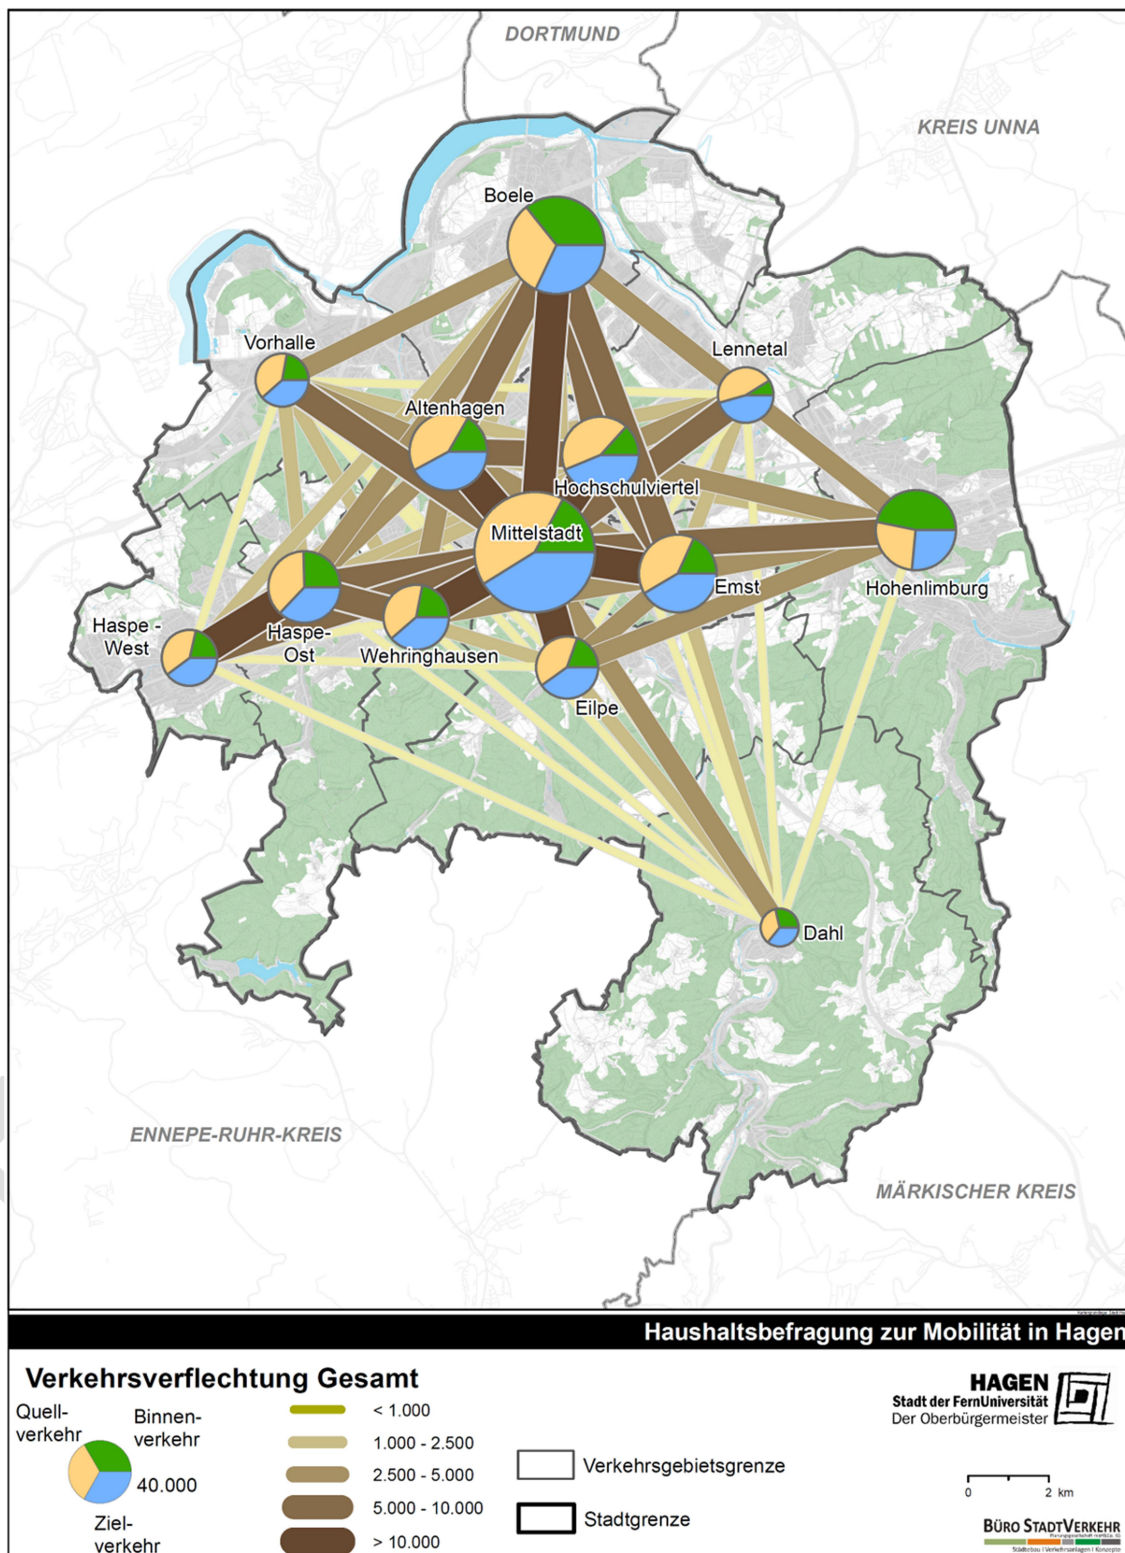 DORTMUND
KREIS UNNA
Boele
Vorhalle
Lennetal
Altenhagen
Hochschulviertel
Mittelstadt
Emst
Hohenlimburg
Haspe -
West
Haspe-
Ost
Wehringhausen
Eilpe
Dahl
ENNEPE-RUHR-KREIS
MÄRKISCHER KREIS
Haushaltsbefragung zur Mobilität in Hagen
Verkehrsverflechtung Gesamt
Quell-
verkehr
Binnen-
verkehr
40.000
Ziel-
verkehr
< 1.000
1.000 - 2.500
2.500 - 5.000
5.000 - 10.000
> 10.000
Verkehrsgebietsgrenze
Stadtgrenze
HAGEN
Stadt der FernUniversität
Der Oberbürgermeister
0 2 km
BÜRO STADTVERKEHR
Städtebau I Verkehrsanlagen I Konzepte